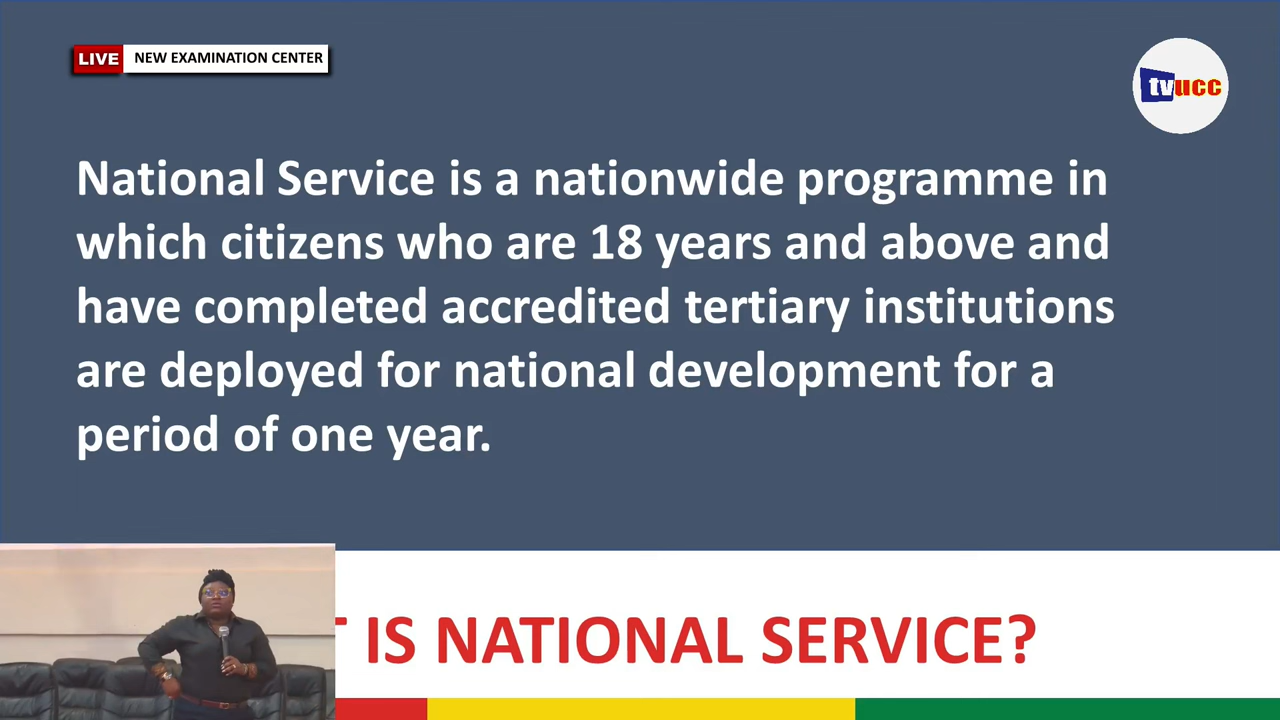 LIVE NEW EXAMINATION CENTER
tvucc
National Service is a nationwide programme in
which citizens who are 18 years and above and
have completed accredited tertiary institutions
are deployed for national development for a
period of one year.
IS NATIONAL SERVICE?